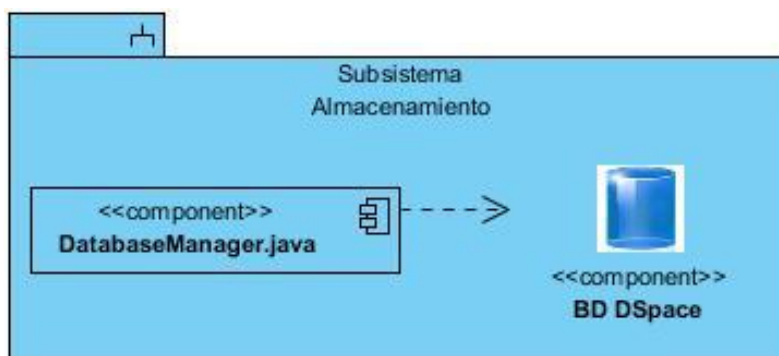 Subsistema
Almacenamiento
<<component>>
DatabaseManager.java
<<component>>
BD DSpace